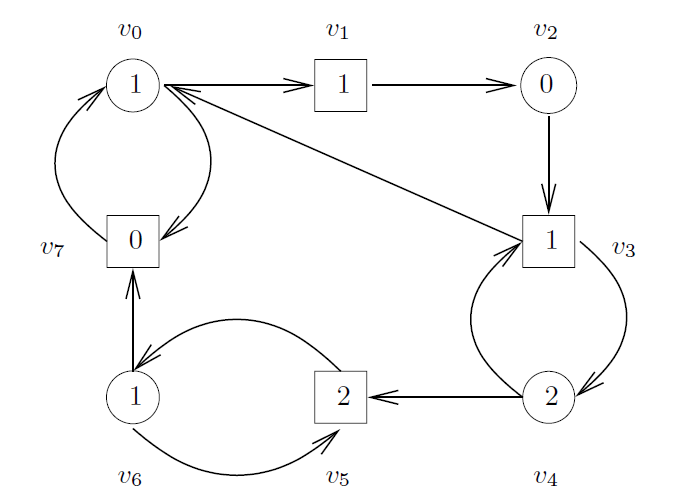 v₀ v₁ v₂
1 1 0
v₇ 0 1 v₃
1 2 2
v₆ v₅ v₄